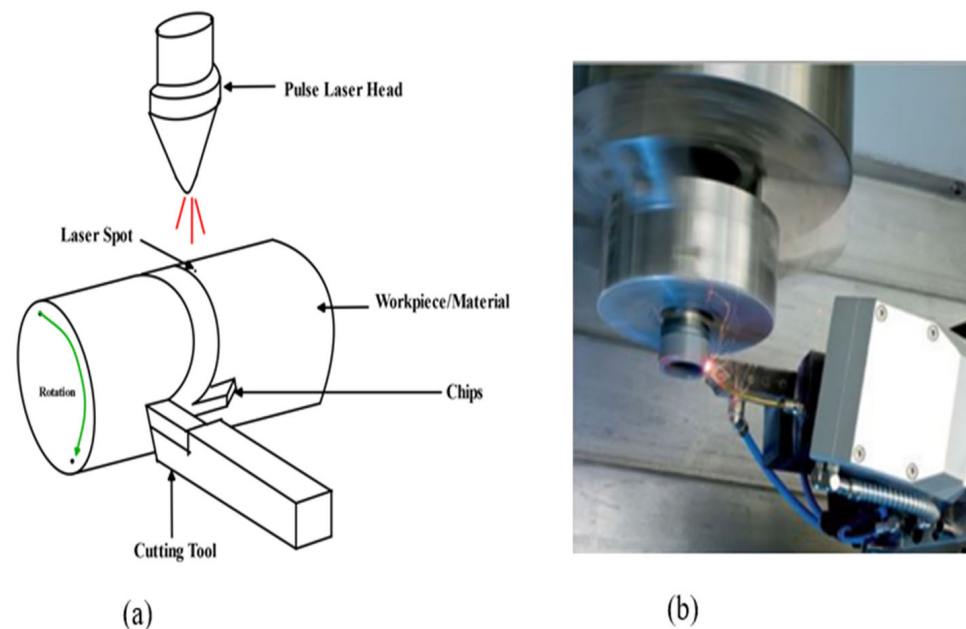 Pulse Laser Head
Laser Spot
Workpiece/Material
Rotation
Chips
Cutting Tool
(a)
(b)